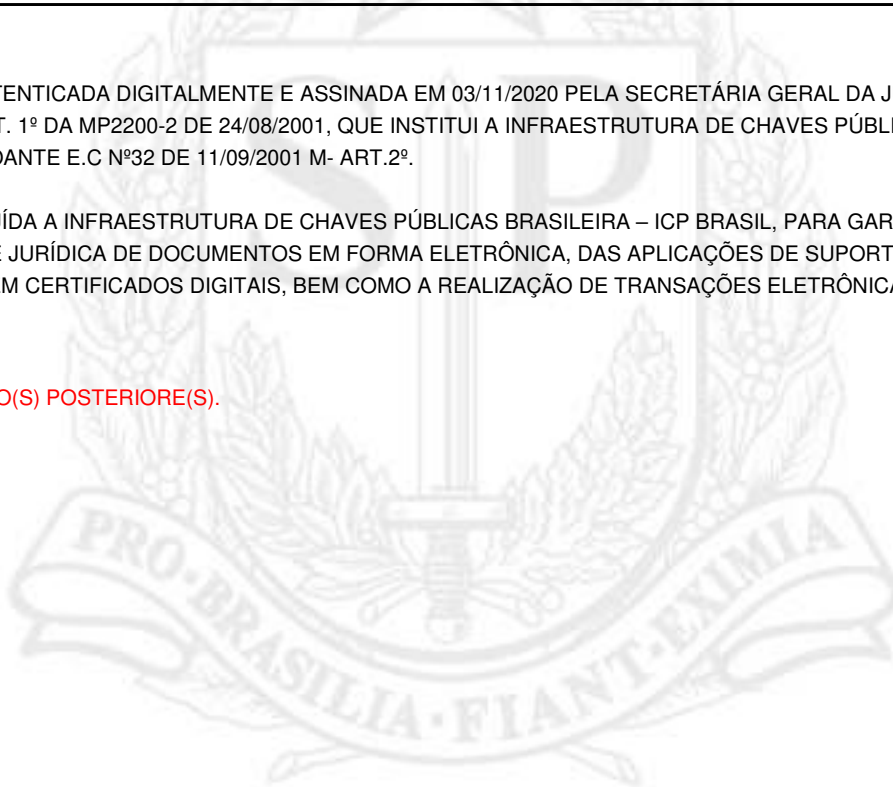 TENTICADA DIGITALMENTE E ASSINADA EM 03/11/2020 PELA SECRETÁRIA GERAL DA J
T. 1º DA MP2200-2 DE 24/08/2001, QUE INSTITUI A INFRAESTRUTURA DE CHAVES PÚBL
DANTE E.C Nº32 DE 11/09/2001 M- ART.2º.
ÍDA A INFRAESTRUTURA DE CHAVES PÚBLICAS BRASILEIRA – ICP BRASIL, PARA GAR
E JURÍDICA DE DOCUMENTOS EM FORMA ELETRÔNICA, DAS APLICAÇÕES DE SUPORT
EM CERTIFICADOS DIGITAIS, BEM COMO A REALIZAÇÃO DE TRANSAÇÕES ELETRÔNICA
O(S) POSTERIORE(S).
SP
PRO·BRASILIA·FIANT·EXIMIA